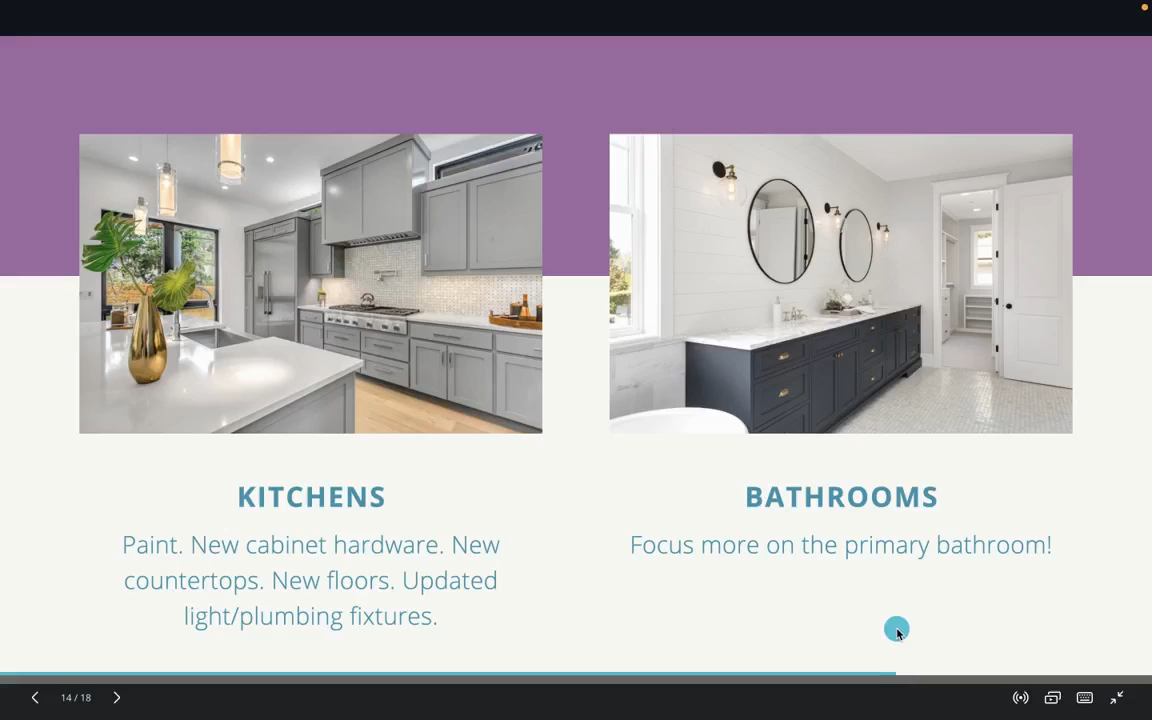 KITCHENS
Paint. New cabinet hardware. New
countertops. New floors. Updated
light/plumbing fixtures.
BATHROOMS
Focus more on the primary bathroom!
14 / 18